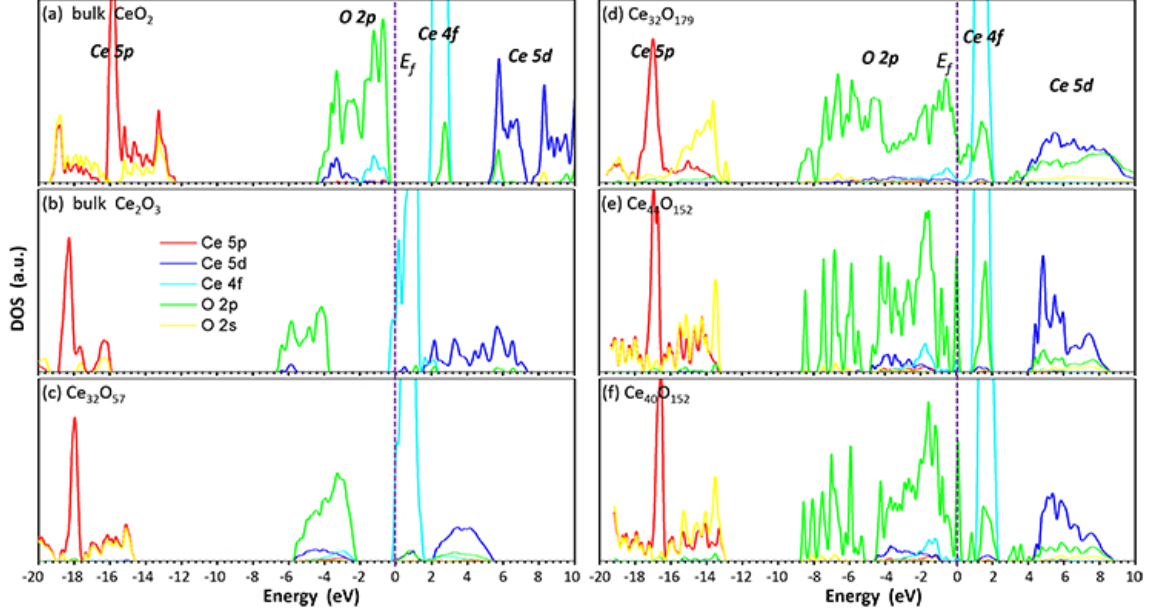 (a) bulk CeO2
Ce 5p
O 2p
Ef
Ce 4f
Ce 5d
(b) bulk Ce2O3
Ce 5p
Ce 5d
Ce 4f
O 2p
O 2s
(c) Ce32O57
DOS (a.u.)
-20 -18 -16 -14 -12 -10 -8 -6 -4 -2 0 2 4 6 8 10
Energy (eV)
(d) Ce32O179
Ce 5p
O 2p
Ef
Ce 4f
Ce 5d
(e) Ce44O152
(f) Ce40O152
-20 -18 -16 -14 -12 -10 -8 -6 -4 -2 0 2 4 6 8 10
Energy (eV)